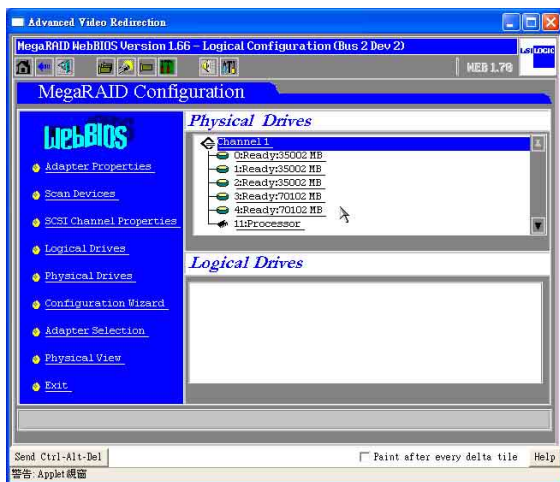 Advanced Video Redirection
MegaRAID WebBIOS Version 1.66 - Logical Configuration (Bus 2 Dev 2)
LSI LOGIC
WEB 1.78
MegaRAID Configuration
WebBIOS
Adapter Properties
Scan Devices
SCSI Channel Properties
Logical Drives
Physical Drives
Configuration Wizard
Adapter Selection
Physical View
Exit
Physical Drives
Channel 1
0:Ready:35002 MB
1:Ready:35002 MB
2:Ready:35002 MB
3:Ready:70102 MB
4:Ready:70102 MB
11:Processor
Logical Drives
Send Ctrl-Alt-Del
Paint after every delta tile
Help
警告: Applet 視窗